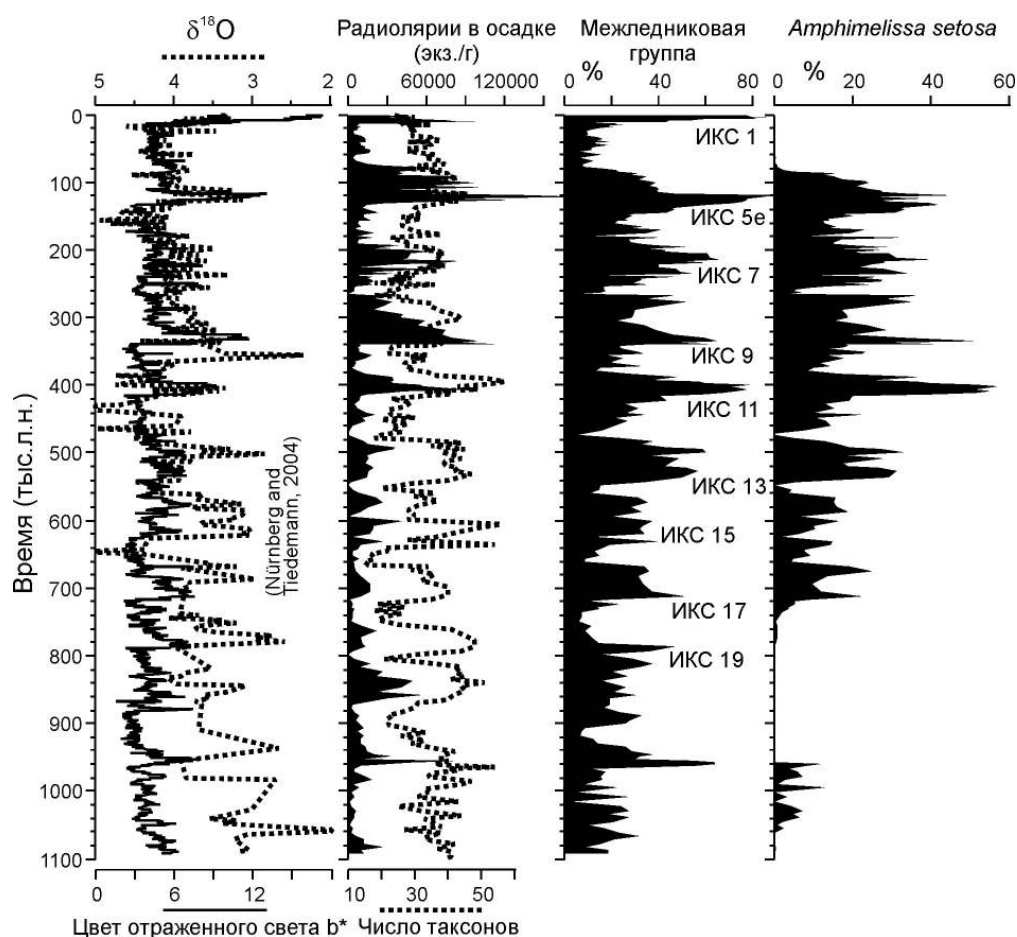 δ18O
Радиолярии в осадке
(экз./г)
Межледниковая
группа
Amphimelissa setosa
5 4 3 2
0 60000 120000
0 % 40 80
0 % 20 40 60
0
100
200
300
400
500
600
700
800
900
1000
1100
Время (тыс.л.н.)
(Nürnberg and
Tiedemann, 2004)
ИКС 1
ИКС 5e
ИКС 7
ИКС 9
ИКС 11
ИКС 13
ИКС 15
ИКС 17
ИКС 19
0 6 12
10 30 50
Цвет отраженного света b*
Число таксонов